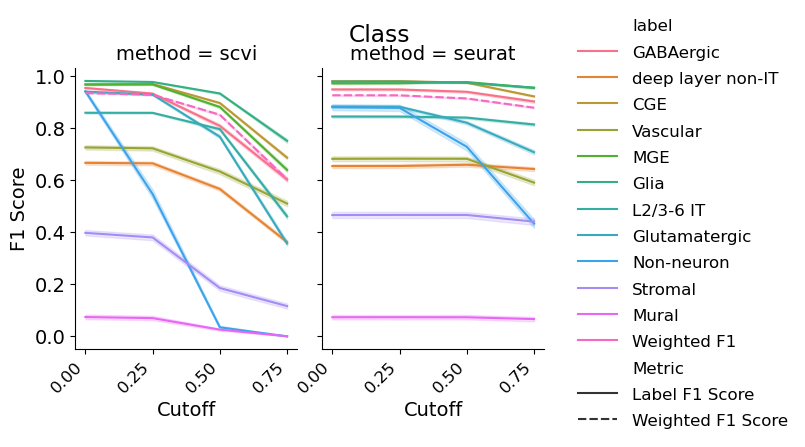 Class
method = scvi
method = seurat
F1 Score
1.0
0.8
0.6
0.4
0.2
0.0
0.00
0.25
0.50
0.75
0.00
0.25
0.50
0.75
Cutoff
Cutoff
label
GABAergic
deep layer non-IT
CGE
Vascular
MGE
Glia
L2/3-6 IT
Glutamatergic
Non-neuron
Stromal
Mural
Weighted F1
Metric
Label F1 Score
Weighted F1 Score